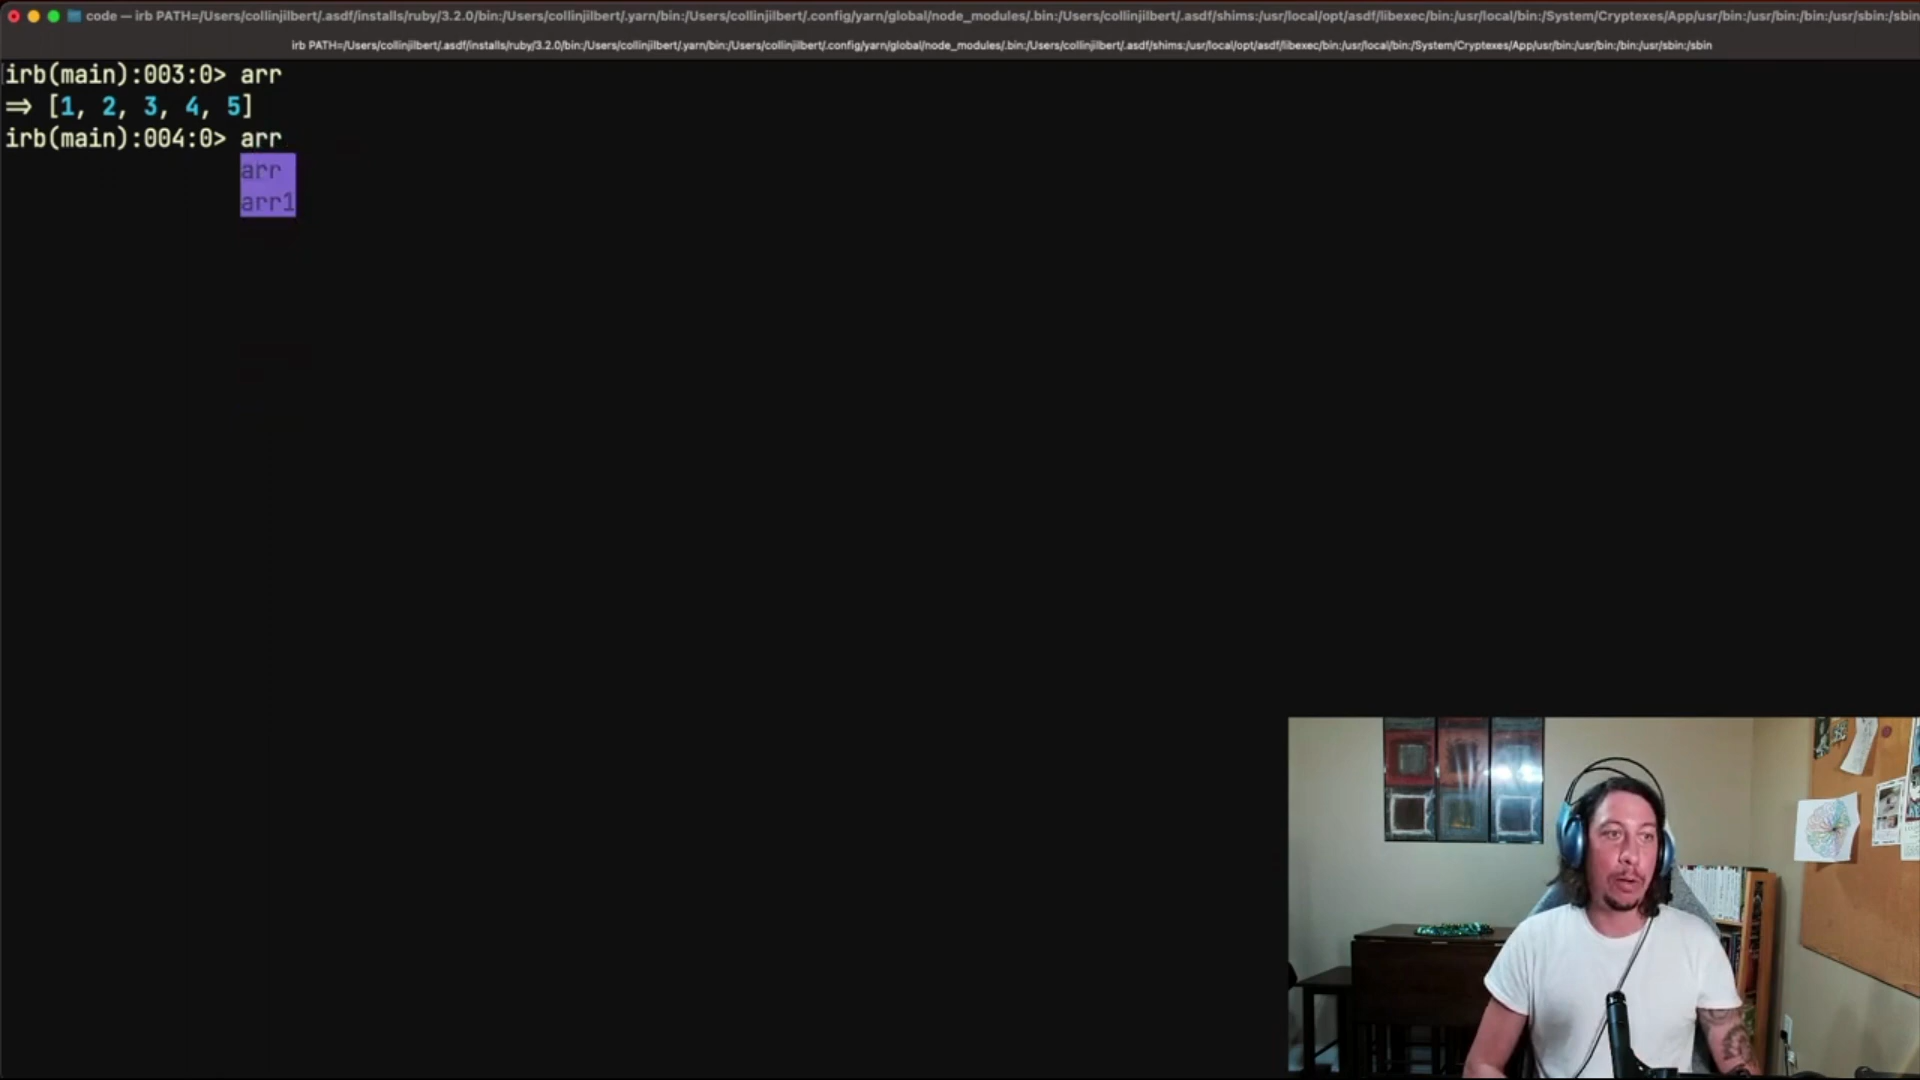 code — irb PATH=/Users/collinjilbert/.asdf/installs/ruby/3.2.0/bin:/Users/collinjilbert/.yarn/bin:/Users/collinjilbert/.config/yarn/global/node_modules/.bin:/Users/collinjilbert/.asdf/shims:/usr/local/opt/asdf/libexec/bin:/usr/local/bin:/System/Cryptexes/App/usr/bin:/usr/bin:/bin:/usr/sbin:/sbin
irb PATH=/Users/collinjilbert/.asdf/installs/ruby/3.2.0/bin:/Users/collinjilbert/.yarn/bin:/Users/collinjilbert/.config/yarn/global/node_modules/.bin:/Users/collinjilbert/.asdf/shims:/usr/local/opt/asdf/libexec/bin:/usr/local/bin:/System/Cryptexes/App/usr/bin:/usr/bin:/bin:/usr/sbin:/sbin
irb(main):003:0> arr
=> [1, 2, 3, 4, 5]
irb(main):004:0> arr
arr
arr1